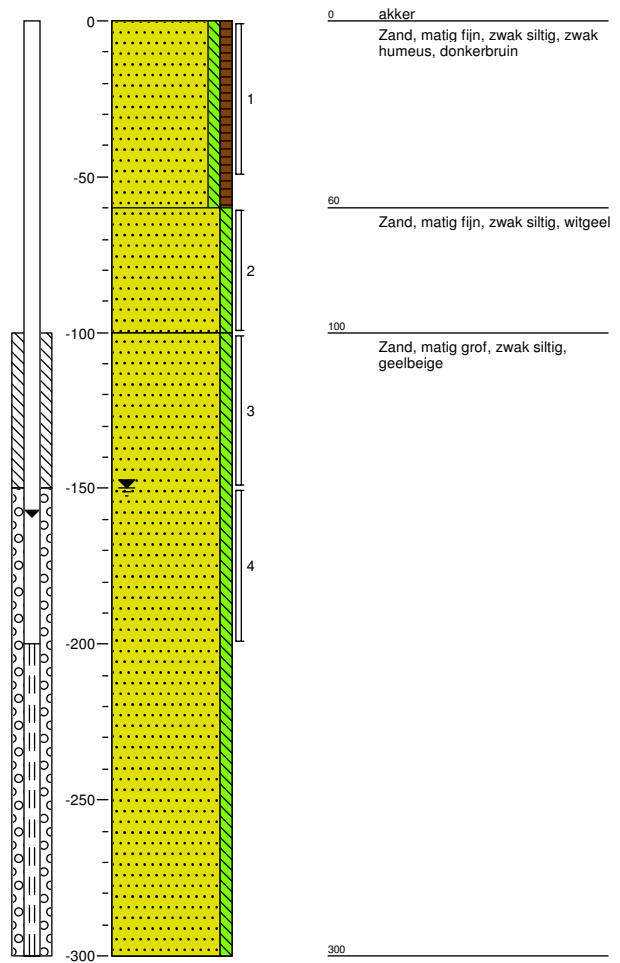 0
-50
-100
-150
-200
-250
-300
1
2
3
4
0 akker
Zand, matig fijn, zwak siltig, zwak
humeus, donkerbruin
60
Zand, matig fijn, zwak siltig, witgeel
100
Zand, matig grof, zwak siltig,
geelbeige
300